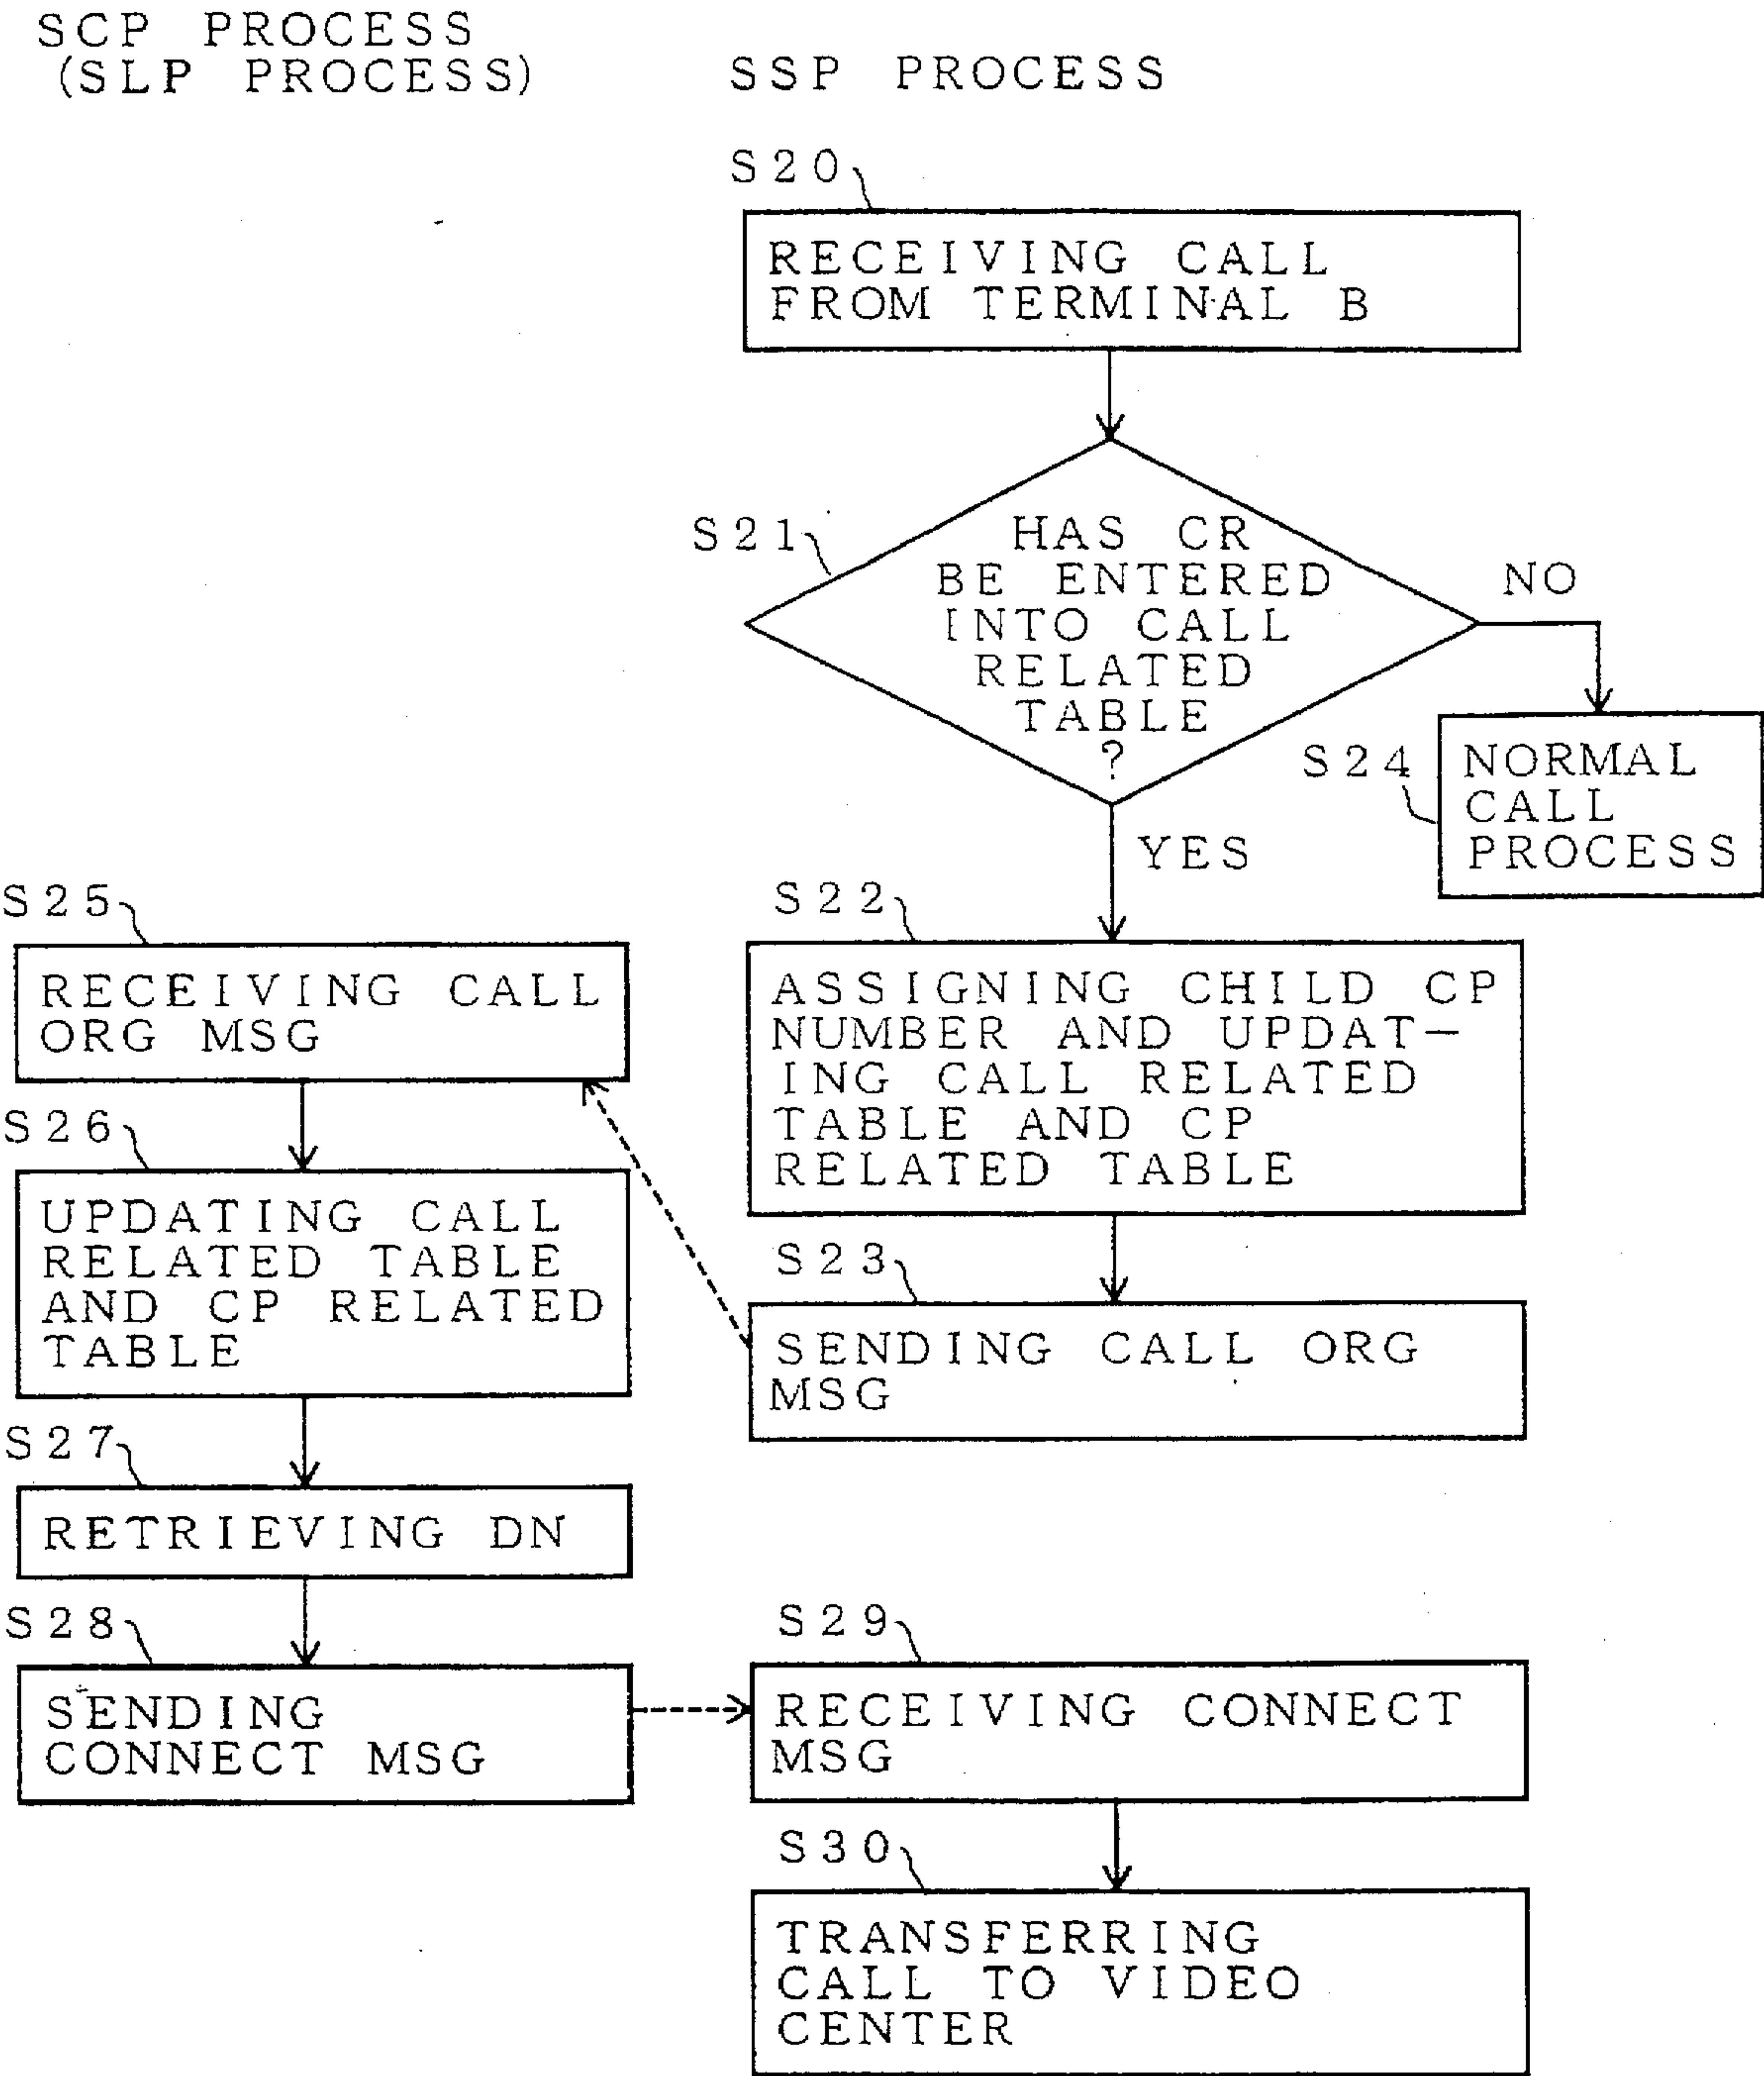 SCP PROCESS
(SLP PROCESS)
SSP PROCESS
S20
RECEIVING CALL
FROM TERMINAL B
S21
HAS CR
BE ENTERED
INTO CALL
RELATED
TABLE
?
NO
S24
NORMAL
CALL
PROCESS
YES
S22
ASSIGNING CHILD CP
NUMBER AND UPDAT-
ING CALL RELATED
TABLE AND CP
RELATED TABLE
S23
SENDING CALL ORG
MSG
S25
RECEIVING CALL
ORG MSG
S26
UPDATING CALL
RELATED TABLE
AND CP RELATED
TABLE
S27
RETRIEVING DN
S28
SENDING
CONNECT MSG
S29
RECEIVING CONNECT
MSG
S30
TRANSFERRING
CALL TO VIDEO
CENTER